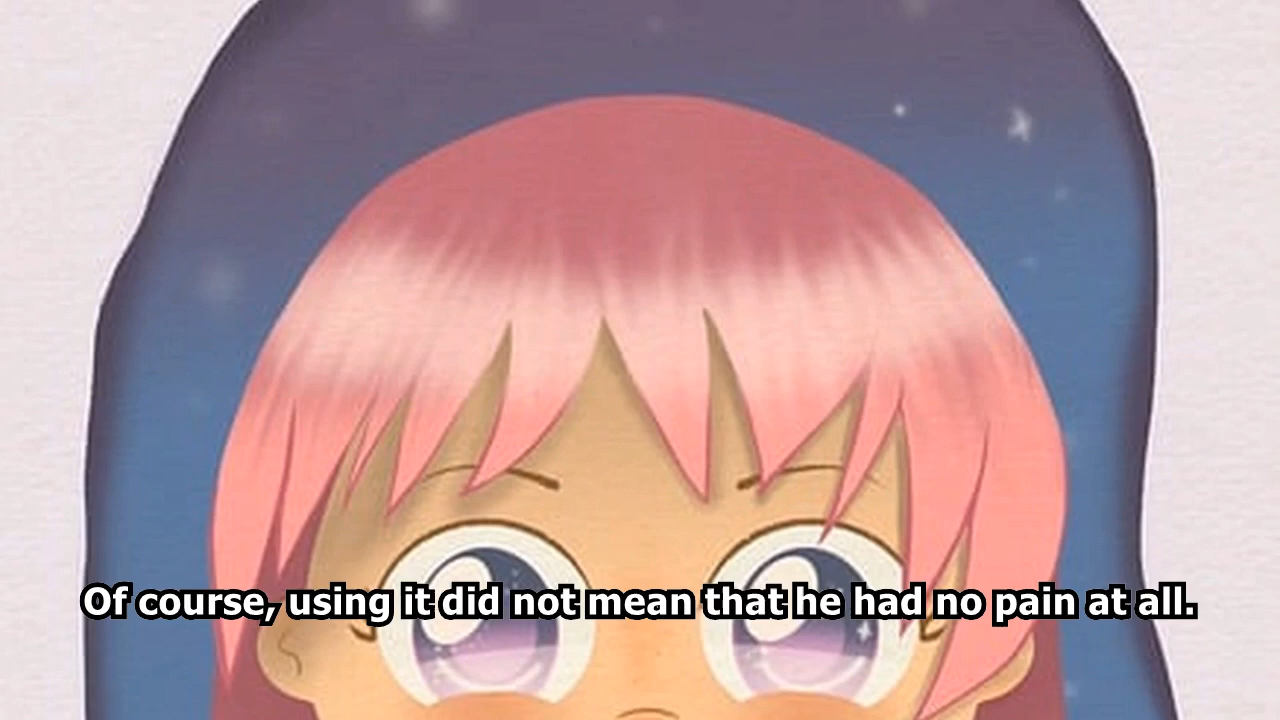 Of course, using it did not mean that he had no pain at all.